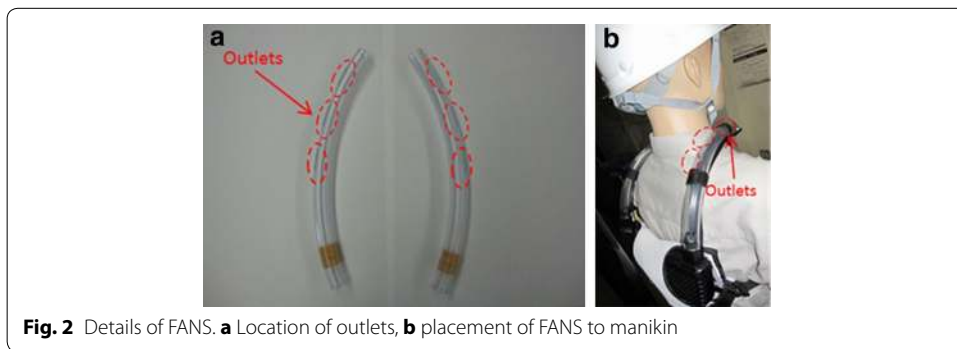 a
Outlets
b
Outlets
Fig. 2 Details of FANS. a Location of outlets, b placement of FANS to manikin